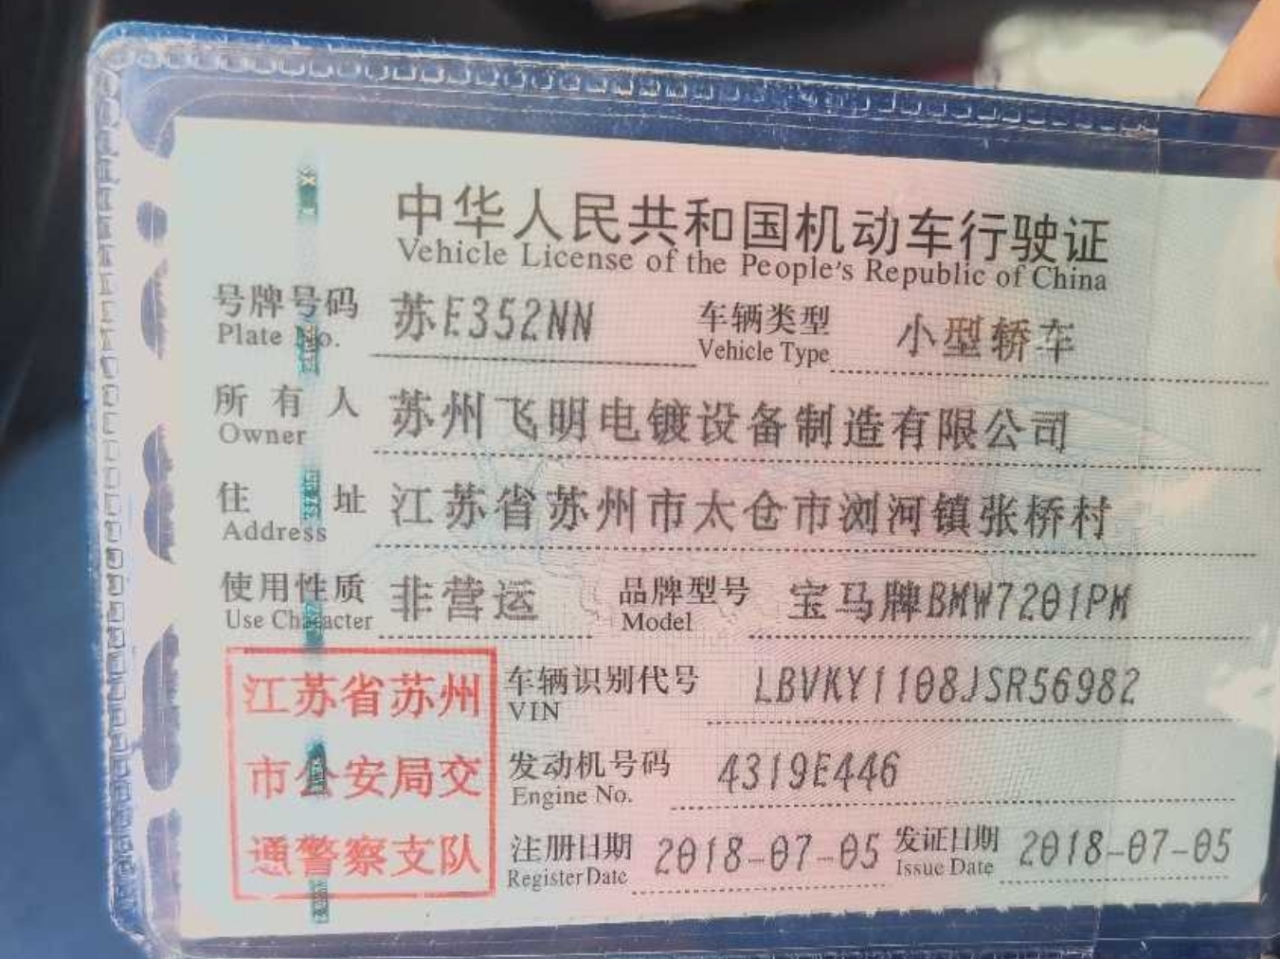 中华人民共和国机动车行驶证
Vehicle License of the People's Republic of China
号牌号码 苏E352NN 车辆类型 小型轿车
Plate No. Vehicle Type
所有人 苏州飞明电镀设备制造有限公司
Owner
住址 江苏省苏州市太仓市浏河镇张桥村
Address
使用性质 非营运 品牌型号 宝马牌BMW7201PM
Use Character Model
车辆识别代号 LBVKY1108JSR56982
VIN
发动机号码 4319E446
Engine No.
注册日期 2018-07-05 发证日期 2018-07-05
Register Date Issue Date
江苏省苏州
市公安局交
通警察支队